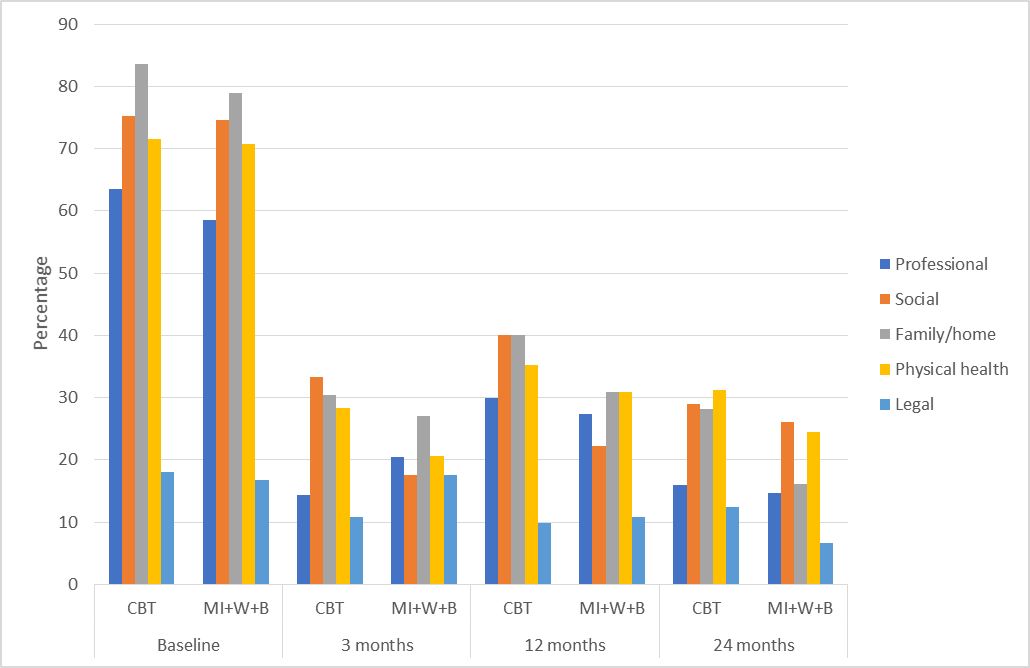 90
80
70
60
50
40
30
20
10
0
Percentage
CBT MI+W+B CBT MI+W+B CBT MI+W+B CBT MI+W+B
Baseline 3 months 12 months 24 months
Professional
Social
Family/home
Physical health
Legal